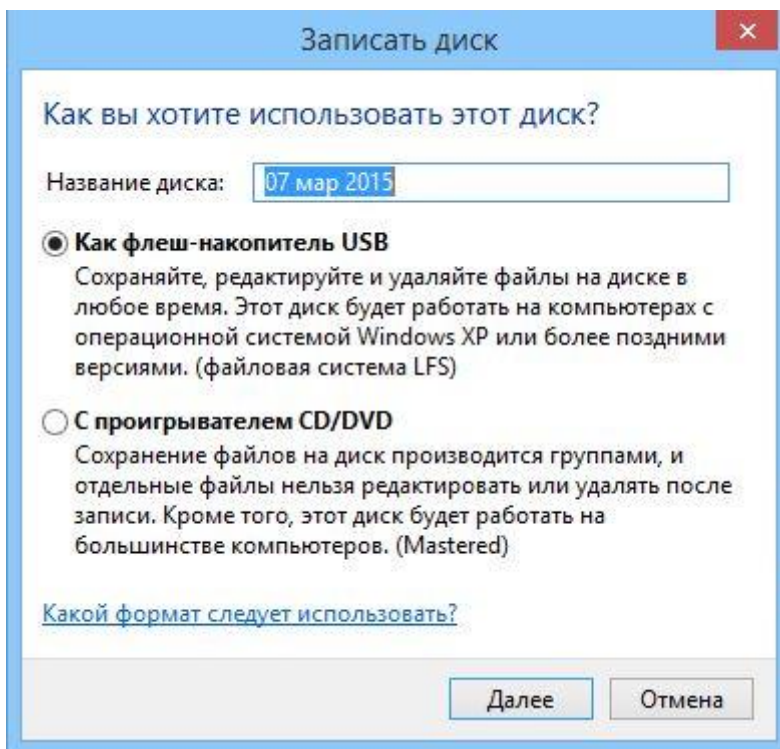 Записать диск
Как вы хотите использовать этот диск?
Название диска: 07 мар 2015
Как флеш-накопитель USB
Сохраняйте, редактируйте и удаляйте файлы на диске в
любое время. Этот диск будет работать на компьютерах с
операционной системой Windows XP или более поздними
версиями. (файловая система LFS)
С проигрывателем CD/DVD
Сохранение файлов на диск производится группами, и
отдельные файлы нельзя редактировать или удалять после
записи. Кроме того, этот диск будет работать на
большинстве компьютеров. (Mastered)
Какой формат следует использовать?
Далее Отмена